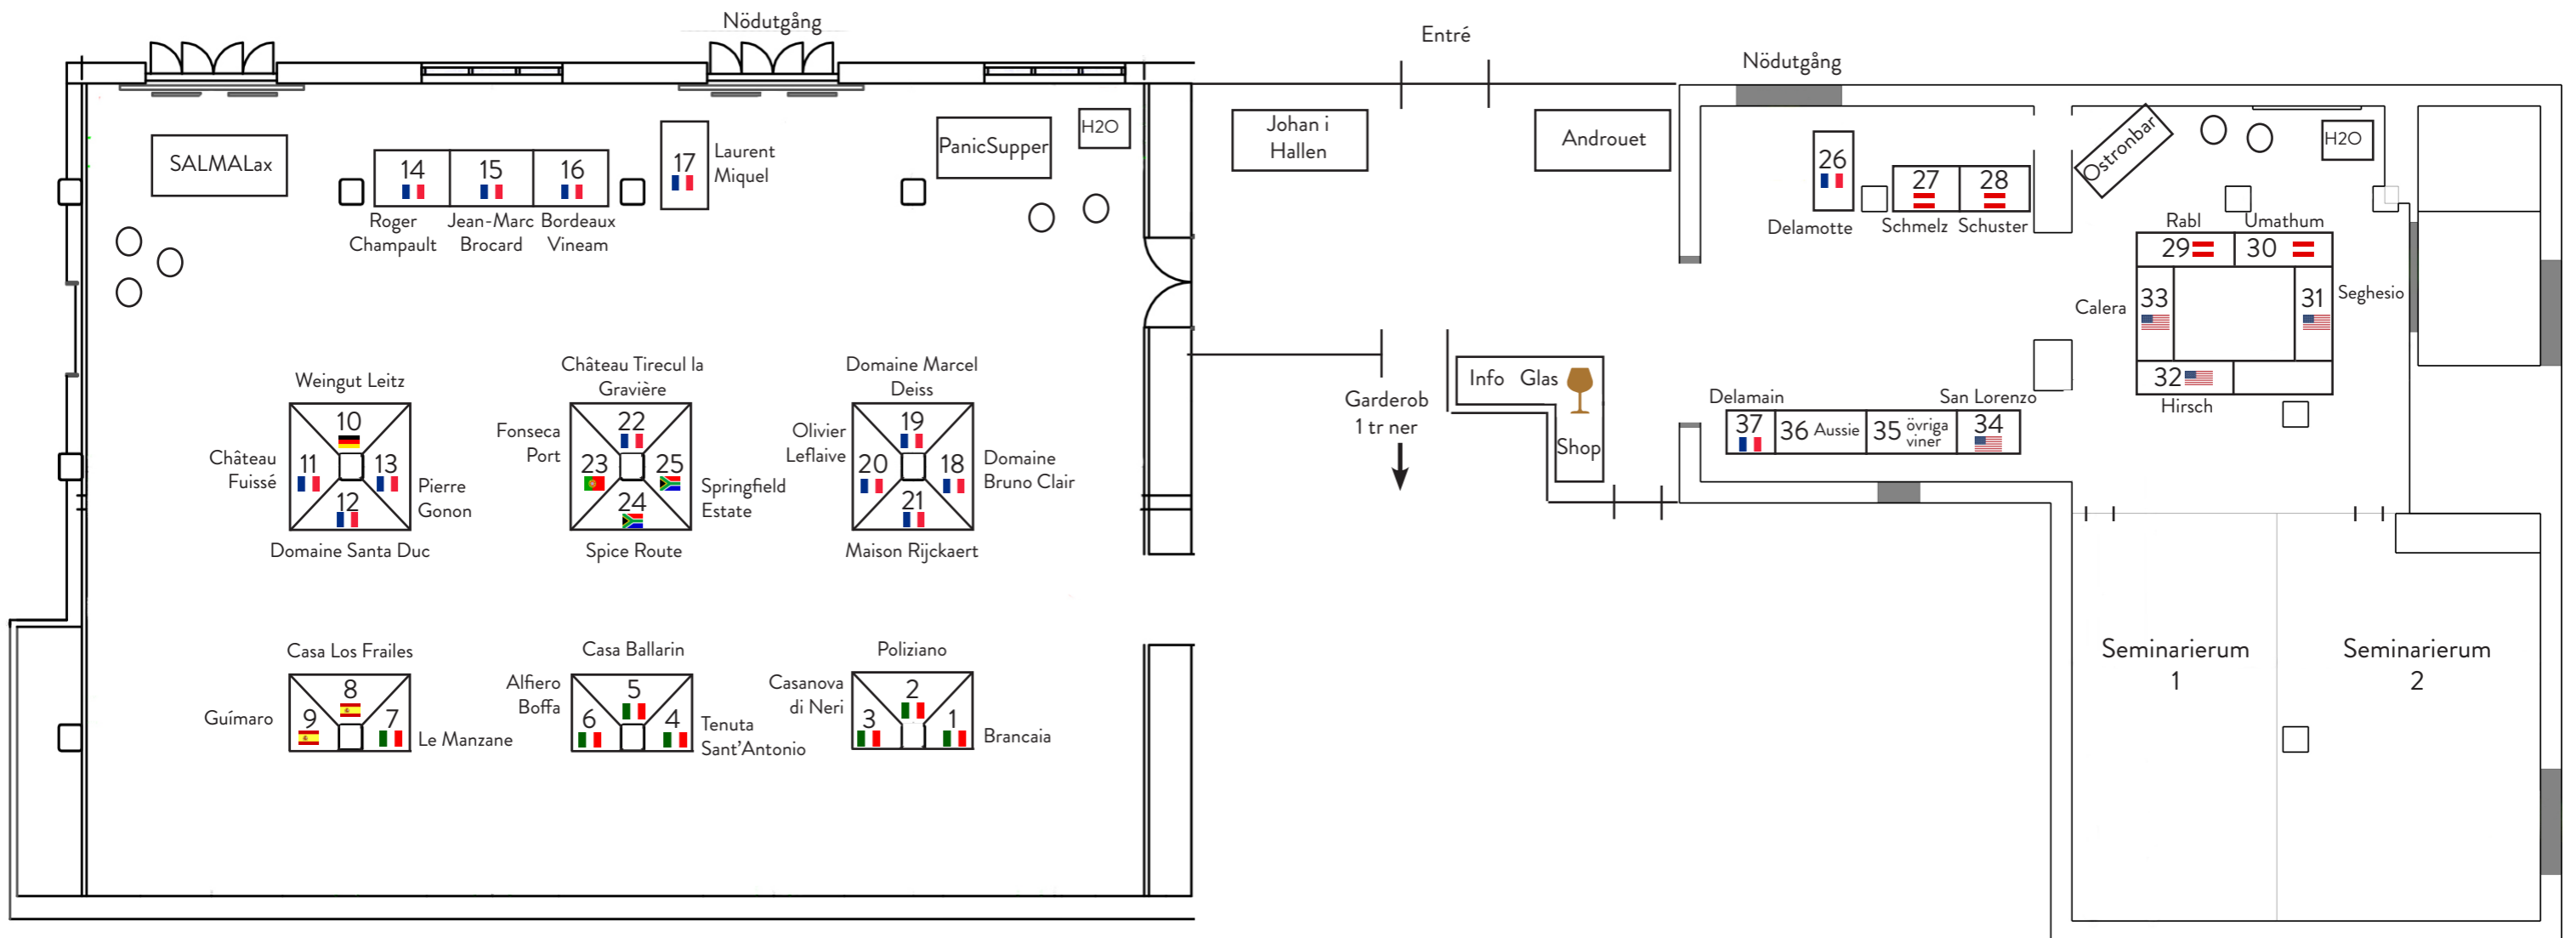 Nödutgång
Entré
Nödutgång
SALMALax
14
15
16
Roger
Champault
Jean-Marc
Brocard
Bordeaux
Vineam
17
Laurent
Miquel
PanicSupper
H2O
Johan i
Hallen
Androuet
26
Delamotte
27
28
Schmelz
Schuster
Ostronbar
H2O
Rabl
Umathum
29
30
33
31
Calera
Seghesio
32
Hirsch
Weingut Leitz
10
11
13
12
Château
Fuissé
Pierre
Gonon
Domaine Santa Duc
Château Tirecul la
Gravière
22
23
25
24
Fonseca
Port
Springfield
Estate
Spice Route
Domaine Marcel
Deiss
19
20
18
21
Olivier
Leflaive
Domaine
Bruno Clair
Maison Rijckaert
Garderob
1 tr ner
Info Glas
Shop
Delamain
San Lorenzo
37
36 Aussie
35 övriga
viner
34
Casa Los Frailes
8
9
7
Guímaro
Le Manzane
Casa Ballarin
5
6
4
Alfiero
Boffa
Tenuta
Sant'Antonio
Poliziano
2
3
1
Casanova
di Neri
Brancaia
Seminarierum
1
Seminarierum
2